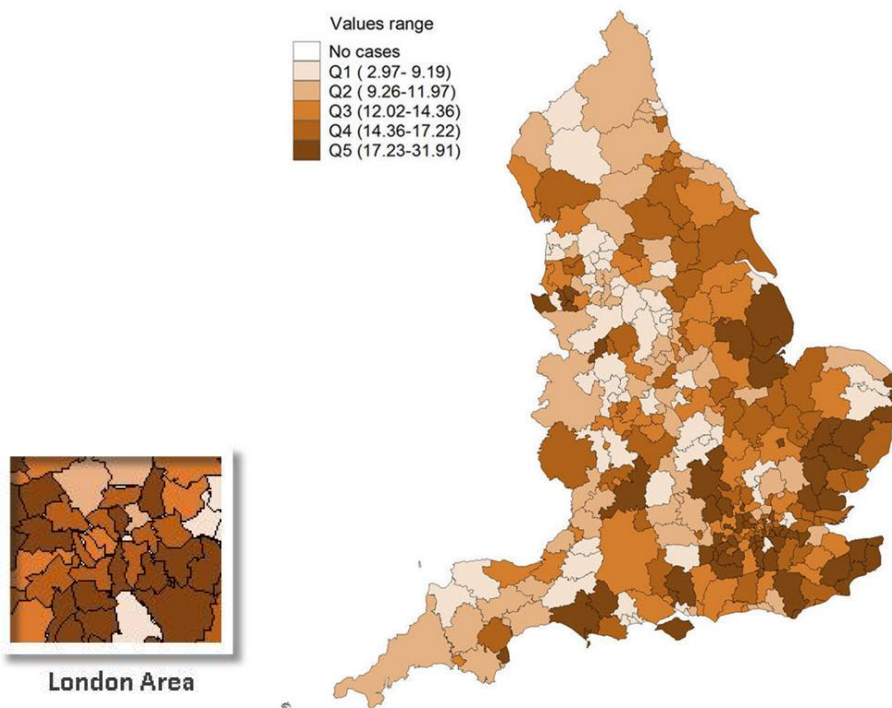 Values range
No cases
Q1 ( 2.97- 9.19)
Q2 ( 9.26-11.97)
Q3 (12.02-14.36)
Q4 (14.36-17.22)
Q5 (17.23-31.91)
London Area